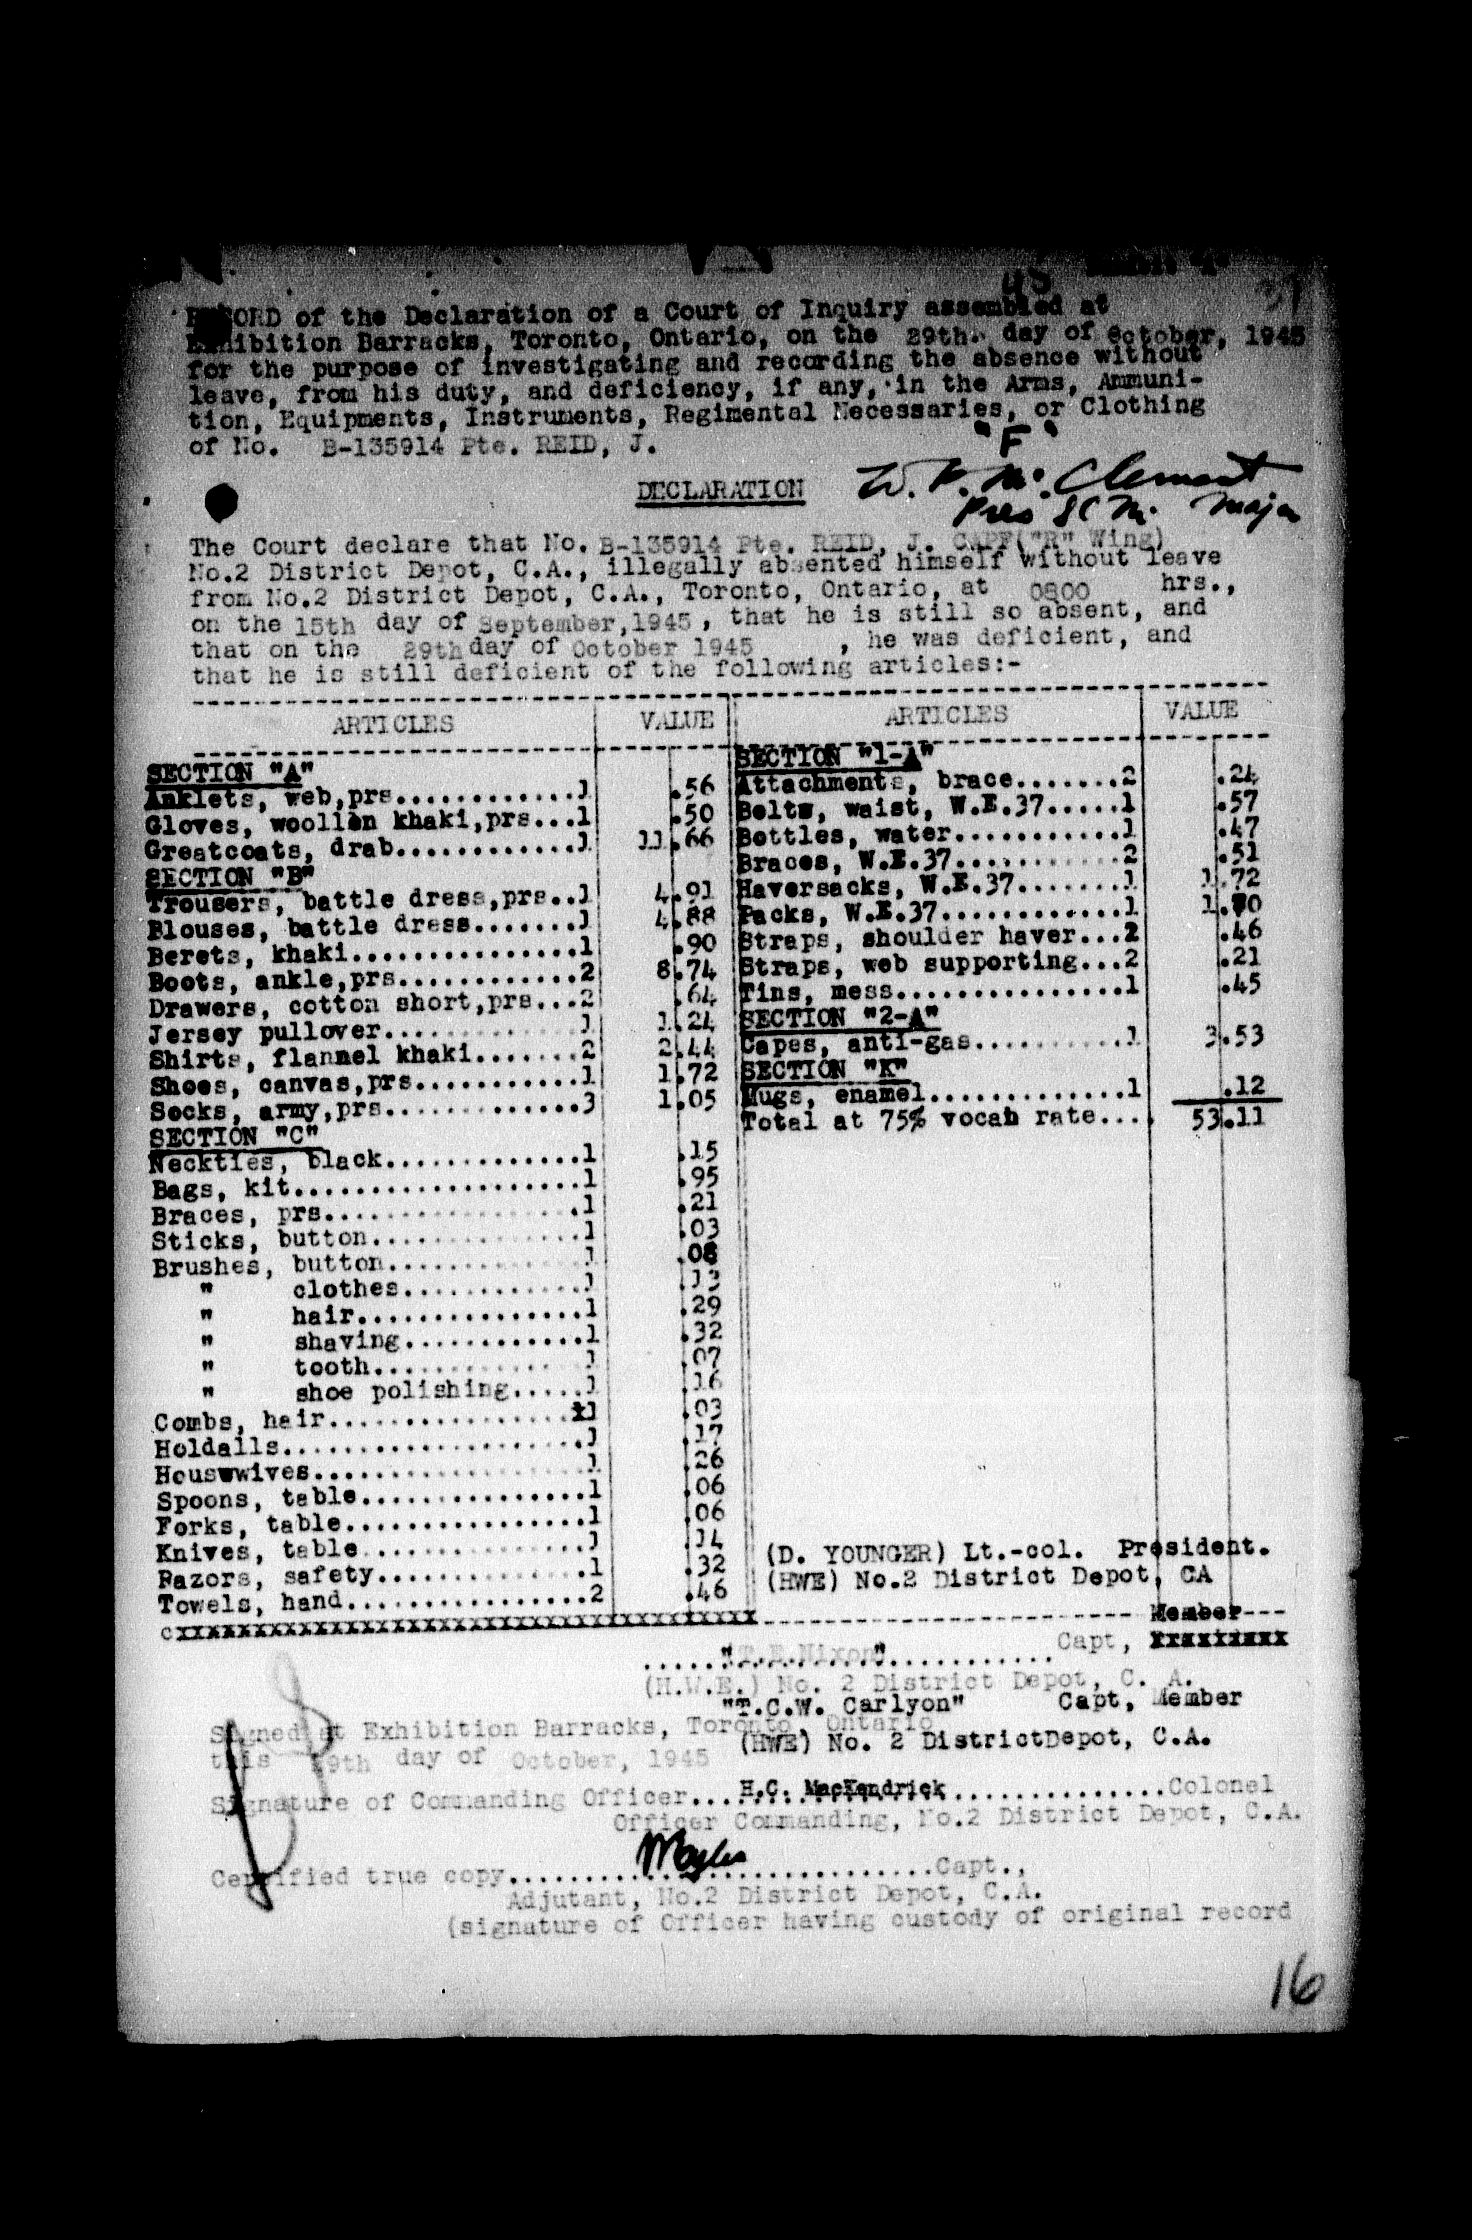 45
37
RECORD of the Declaration of a Court of Inquiry assembled at
Exhibition Barracks, Toronto, Ontario, on the 29th. day of October, 1945
for the purpose of investigating and recording the absence without
leave, from his duty, and deficiency, if any, in the Arms, Ammuni-
tion, Equipments, Instruments, Regimental Necessaries, or Clothing
of No. B-135914 Pte. REID, J.
"F"
DECLARATION
W. P. Mc. Clement
Pres SCM. Major
The Court declare that No. B-135914 Pte. REID, J. CAPF("R" Wing)
No.2 District Depot, C.A., illegally absented himself without leave
from No.2 District Depot, C.A., Toronto, Ontario, at 0800 hrs.,
on the 15th day of September,1945, that he is still so absent, and
that on the 29th day of October 1945 , he was deficient, and
that he is still deficient of the following articles:-
ARTICLES VALUE
SECTION "A"
Anklets, web,prs............1 .56
Gloves, woollen khaki,prs...1 .50
Greatcoats, drab............1 11.66
SECTION "B"
Trousers, battle dress,prs..1 4.91
Blouses, battle dress.......1 4.88
Berets, khaki...............1 .90
Boots, ankle,prs............2 8.74
Drawers, cotton short,prs...2 .64
Jersey pullover.............1 1.24
Shirts, flannel khaki.......2 2.44
Shoes, canvas,prs...........1 1.72
Socks, army,prs.............3 1.05
SECTION "C"
Neckties, black.............1 .15
Bags, kit...................1 .95
Braces, prs.................1 .21
Sticks, button..............1 .03
Brushes, button.............1 .08
" clothes............1 .13
" hair...............1 .29
" shaving............1 .32
" tooth..............1 .07
" shoe polishing.....1 .16
Combs, hair................x1 .03
Holdalls....................1 .17
Houswwives..................1 .26
Spoons, table...............1 .06
Forks, table................1 .06
Knives, table...............1 .14
Razors, safety..............1 .32
Towels, hand................2 .46
ARTICLES VALUE
SECTION "1-A"
Attachments, brace.......2 .24
Belts, waist, W.E.37.....1 .57
Bottles, water...........1 .47
Braces, W.E.37...........2 .51
Haversacks, W.E.37.......1 1.72
Packs, W.E.37............1 1.80
Straps, shoulder haver...2 .46
Straps, web supporting...2 .21
Tins, mess...............1 .45
SECTION "2-A"
Capes, anti-gas..........1 3.53
SECTION "K"
Mugs, enamel.............1 .12
Total at 75% vocab rate.... 53.11
(D. YOUNGER) Lt.-col. President.
(HWE) No.2 District Depot, CA
cxxxxxxxxxxxxxxxxxxxxxxxxxxxxxxxxxxxxxx
Member
"T.E.Nixon" Capt, xxxxxxxxx
(H.W.E.) No. 2 District Depot, C. A.
"T.C.W. Carlyon" Capt, Member
Signed at Exhibition Barracks, Toronto, Ontario
(HWE) No. 2 DistrictDepot, C.A.
this 29th day of October, 1945
Signature of Commanding Officer...H.C. MacKendrick...............Colonel
Officer Commanding, No.2 District Depot, C.A.
Certified true copy..............................Capt.,
Adjutant, No.2 District Depot, C.A.
(signature of Officer having custody of original record
16